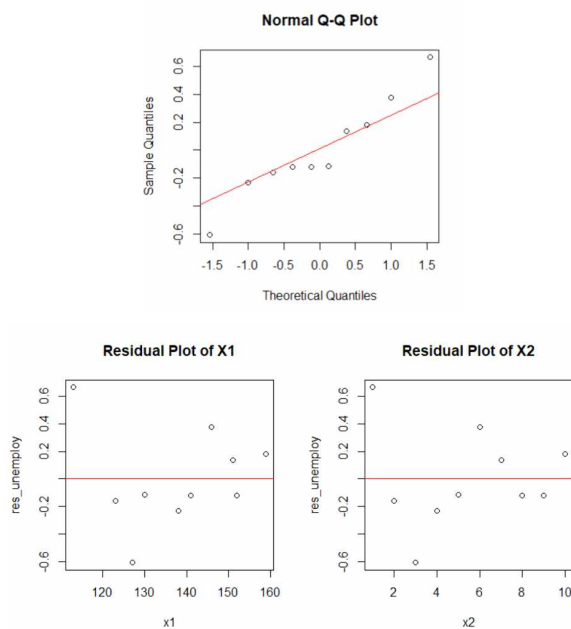 Normal Q-Q Plot
Sample Quantiles
0.6
0.4
0.2
-0.2
-0.6
-1.5 -1.0 -0.5 0.0 0.5 1.0 1.5
Theoretical Quantiles
Residual Plot of X1
res_unemploy
0.6
0.4
0.2
-0.2
-0.6
120 130 140 150 160
x1
Residual Plot of X2
res_unemploy
0.6
0.4
0.2
-0.2
-0.6
2 4 6 8 10
x2